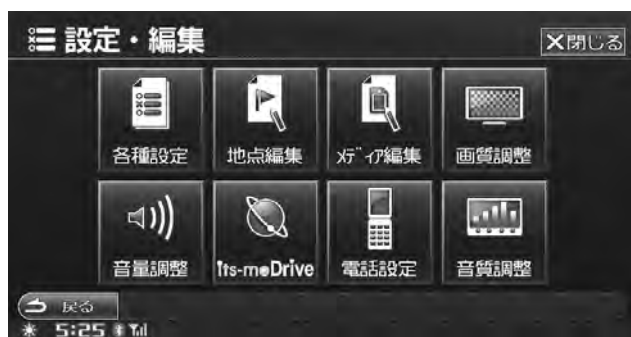 設定・編集
×閉じる
各種設定 地点編集 メディア編集 画質調整
音量調整 its-moDrive 電話設定 音質調整
戻る
5:25